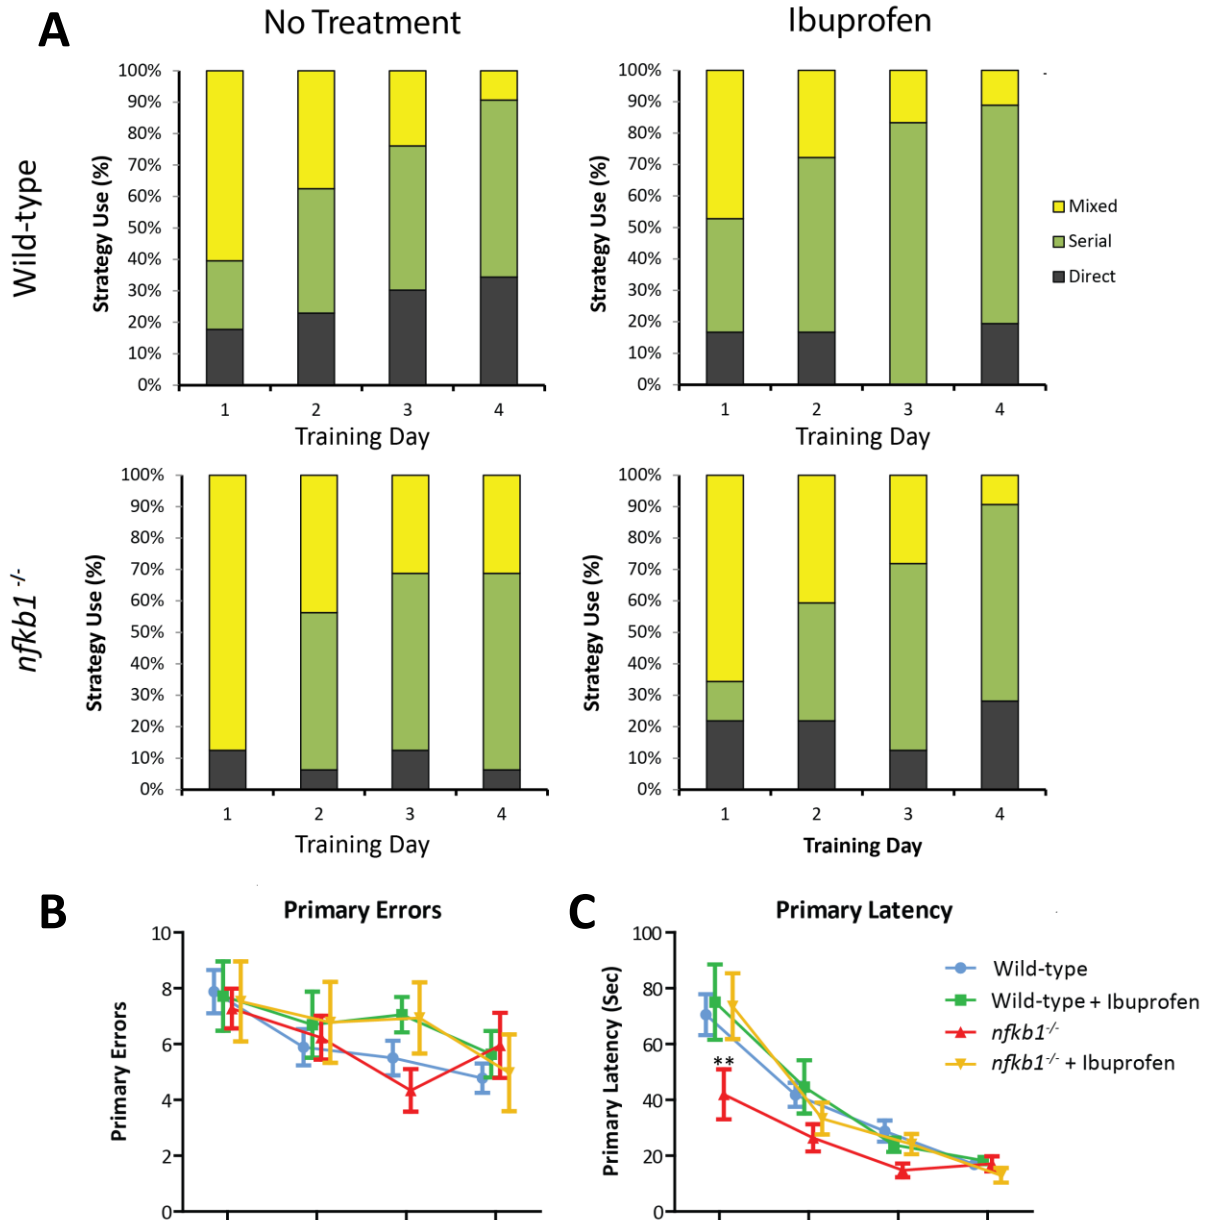 A
No Treatment
Ibuprofen
Wild-type
Strategy Use (%)
100%
90%
80%
70%
60%
50%
40%
30%
20%
10%
0%
1 2 3 4
Training Day
Strategy Use (%)
100%
90%
80%
70%
60%
50%
40%
30%
20%
10%
0%
1 2 3 4
Training Day
Mixed
Serial
Direct
nfkb1 -/-
Strategy Use (%)
100%
90%
80%
70%
60%
50%
40%
30%
20%
10%
0%
1 2 3 4
Training Day
Strategy Use (%)
100%
90%
80%
70%
60%
50%
40%
30%
20%
10%
0%
1 2 3 4
Training Day
B
Primary Errors
Primary Errors
10
8
6
4
2
0
C
Primary Latency
Primary Latency (Sec)
100
80
60
40
20
0
**
Wild-type
Wild-type + Ibuprofen
nfkb1-/-
nfkb1-/- + Ibuprofen